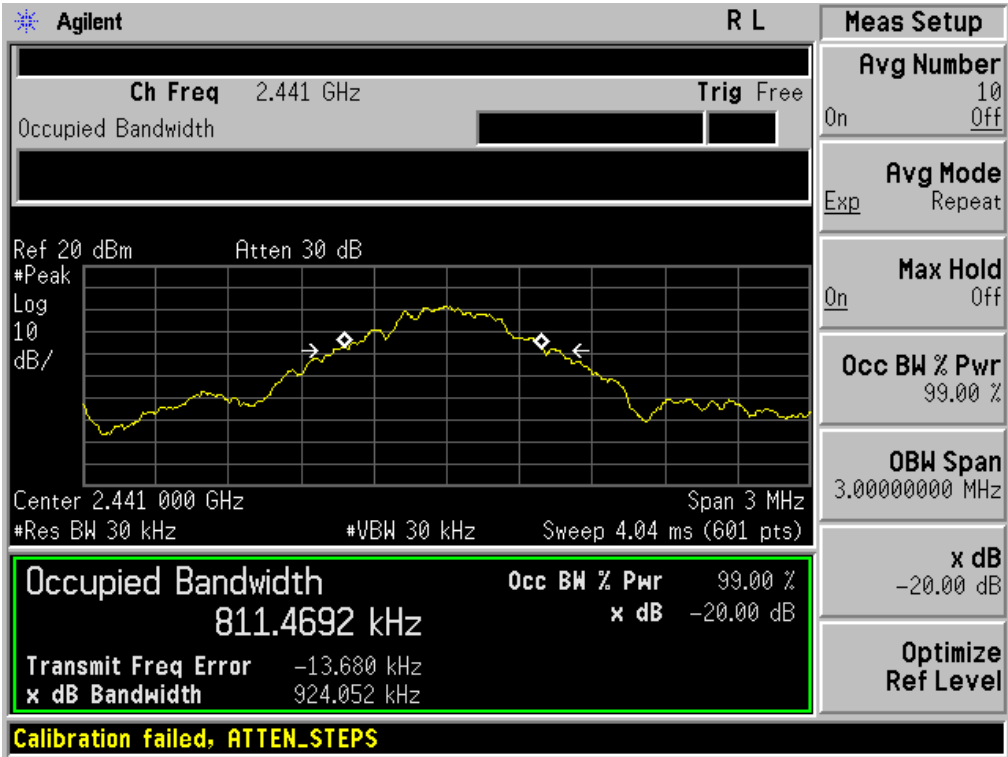 Agilent R L
Ch Freq 2.441 GHz Trig Free
Occupied Bandwidth
Ref 20 dBm Atten 30 dB
#Peak
Log
10
dB/
Center 2.441 000 GHz Span 3 MHz
#Res BW 30 kHz #VBW 30 kHz Sweep 4.04 ms (601 pts)
Occupied Bandwidth Occ BW % Pwr 99.00 %
811.4692 kHz x dB -20.00 dB
Transmit Freq Error -13.680 kHz
x dB Bandwidth 924.052 kHz
Calibration failed, ATTEN_STEPS
Meas Setup
Avg Number
10
On Off
Avg Mode
Exp Repeat
Max Hold
On Off
Occ BW % Pwr
99.00 %
OBW Span
3.00000000 MHz
x dB
-20.00 dB
Optimize
Ref Level